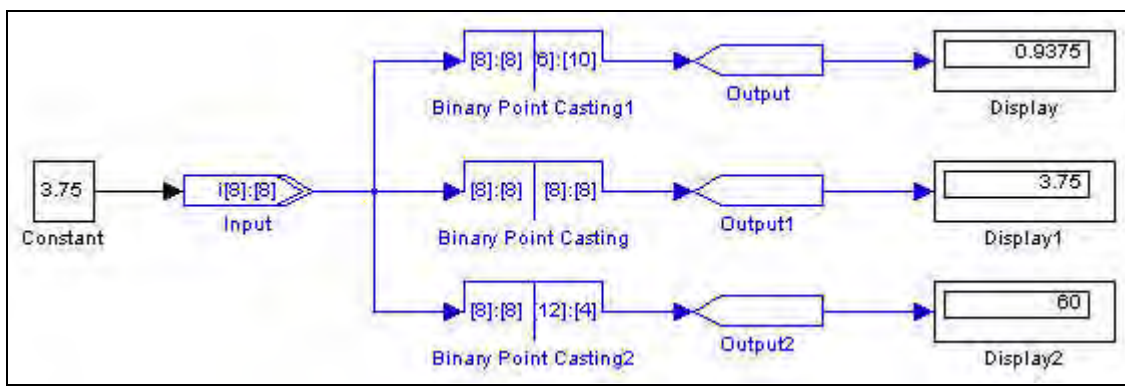 [8]:[8] [6]:[10]
0.9375
Binary Point Casting1
Output
Display
3.75
i[8]:[8]
[8]:[8] [8]:[8]
3.75
Constant
Input
Binary Point Casting
Output1
Display1
[8]:[8] [12]:[4]
60
Binary Point Casting2
Output2
Display2